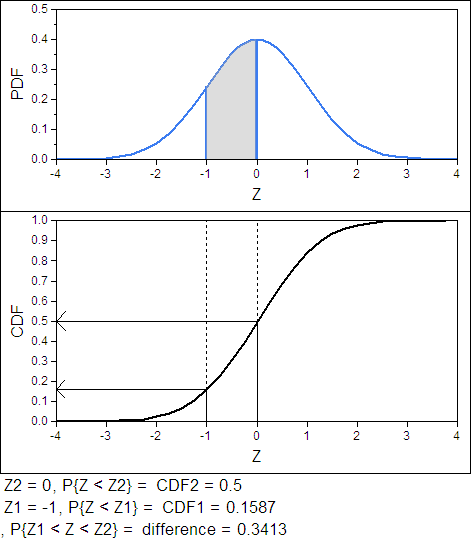 0.5
0.4
0.3
0.2
0.1
0.0
PDF
-4 -3 -2 -1 0 1 2 3 4
Z
1.0
0.9
0.8
0.7
0.6
0.5
0.4
0.3
0.2
0.1
0.0
CDF
-4 -3 -2 -1 0 1 2 3 4
Z
Z2 = 0, P{Z < Z2} = CDF2 = 0.5
Z1 = -1, P{Z < Z1} = CDF1 = 0.1587
, P{Z1 < Z < Z2} = difference = 0.3413